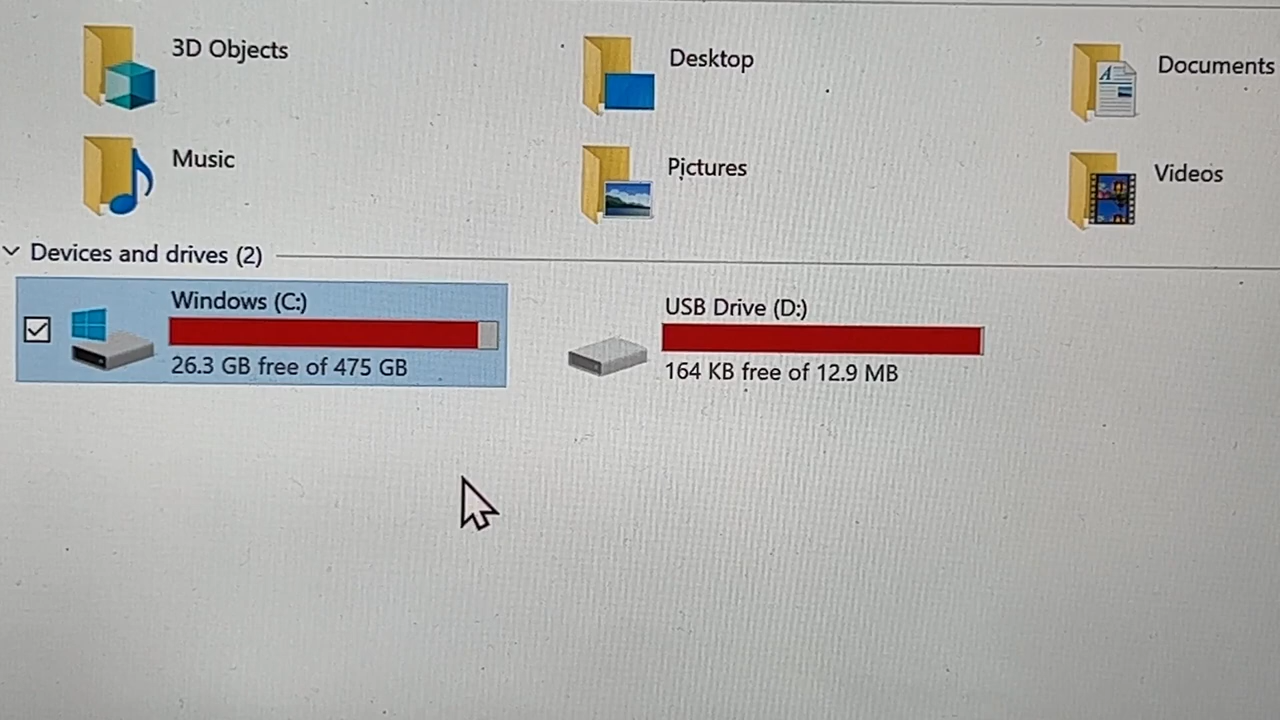 3D Objects
Desktop
Documents
Music
Pictures
Videos
Devices and drives (2)
Windows (C:)
26.3 GB free of 475 GB
USB Drive (D:)
164 KB free of 12.9 MB